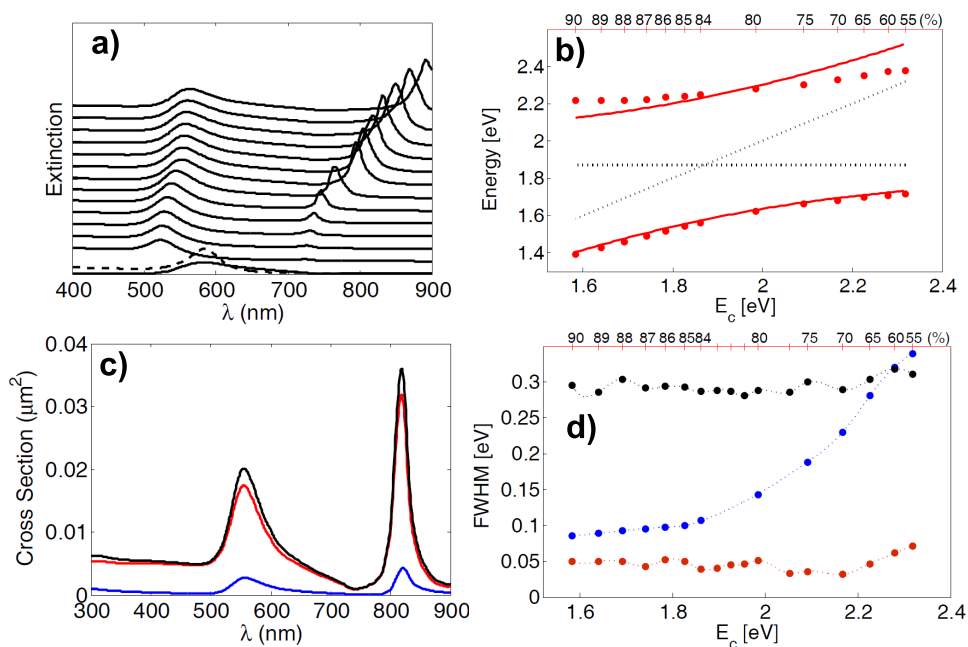 a)
Extinction
400 500 600 700 800 900
λ (nm)
90 89 88 87 86 85 84 80 75 70 65 60 55 (%)
b)
Energy [eV]
2.4
2.2
2
1.8
1.6
1.4
1.6 1.8 2 2.2 2.4
E_c [eV]
c)
Cross Section (μm²)
0.04
0.03
0.02
0.01
0
300 400 500 600 700 800 900
λ (nm)
90 89 88 87 86 85 84 80 75 70 65 60 55 (%)
d)
FWHM [eV]
0.3
0.2
0.1
0.05
0
1.6 1.8 2 2.2 2.4
E_c [eV]